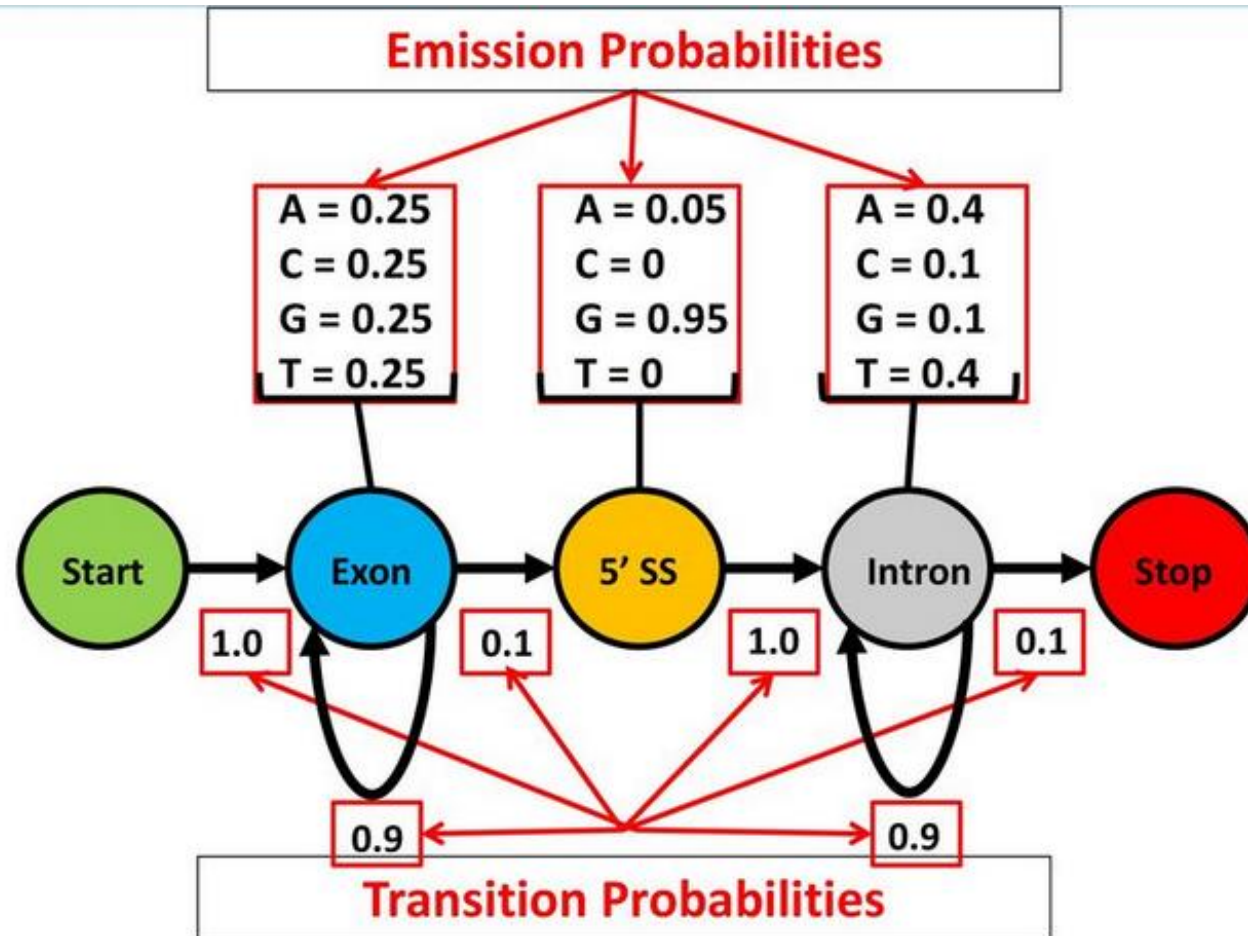 Emission Probabilities
A = 0.25
C = 0.25
G = 0.25
T = 0.25
A = 0.05
C = 0
G = 0.95
T = 0
A = 0.4
C = 0.1
G = 0.1
T = 0.4
Start
Exon
5' SS
Intron
Stop
1.0
0.1
1.0
0.1
0.9
0.9
Transition Probabilities